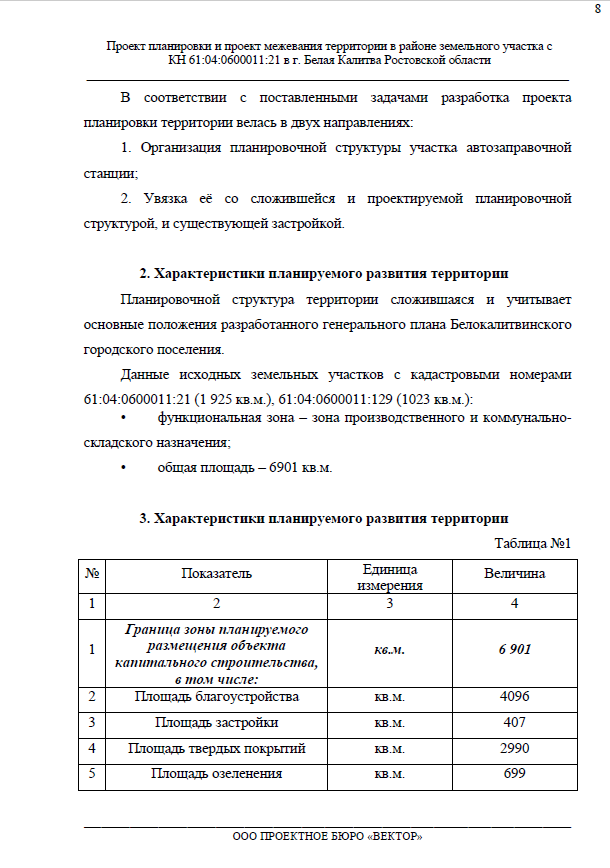 8
Проект планировки и проект межевания территории в районе земельного участка с
КН 61:04:0600011:21 в г. Белая Калитва Ростовской области
В соответствии с поставленными задачами разработка проекта
планировки территории велась в двух направлениях:
1. Организация планировочной структуры участка автозаправочной
станции;
2. Увязка её со сложившейся и проектируемой планировочной
структурой, и существующей застройкой.
2. Характеристики планируемого развития территории
Планировочной структура территории сложившаяся и учитывает
основные положения разработанного генерального плана Белокалитвинского
городского поселения.
Данные исходных земельных участков с кадастровыми номерами
61:04:0600011:21 (1 925 кв.м.), 61:04:0600011:129 (1023 кв.м.):
• функциональная зона – зона производственного и коммунально-
складского назначения;
• общая площадь – 6901 кв.м.
3. Характеристики планируемого развития территории
Таблица №1
№ Показатель Единица измерения Величина
1 2 3 4
1 Граница зоны планируемого размещения объекта капитального строительства, в том числе: кв.м. 6 901
2 Площадь благоустройства кв.м. 4096
3 Площадь застройки кв.м. 407
4 Площадь твердых покрытий кв.м. 2990
5 Площадь озеленения кв.м. 699
ООО ПРОЕКТНОЕ БЮРО «ВЕКТОР»